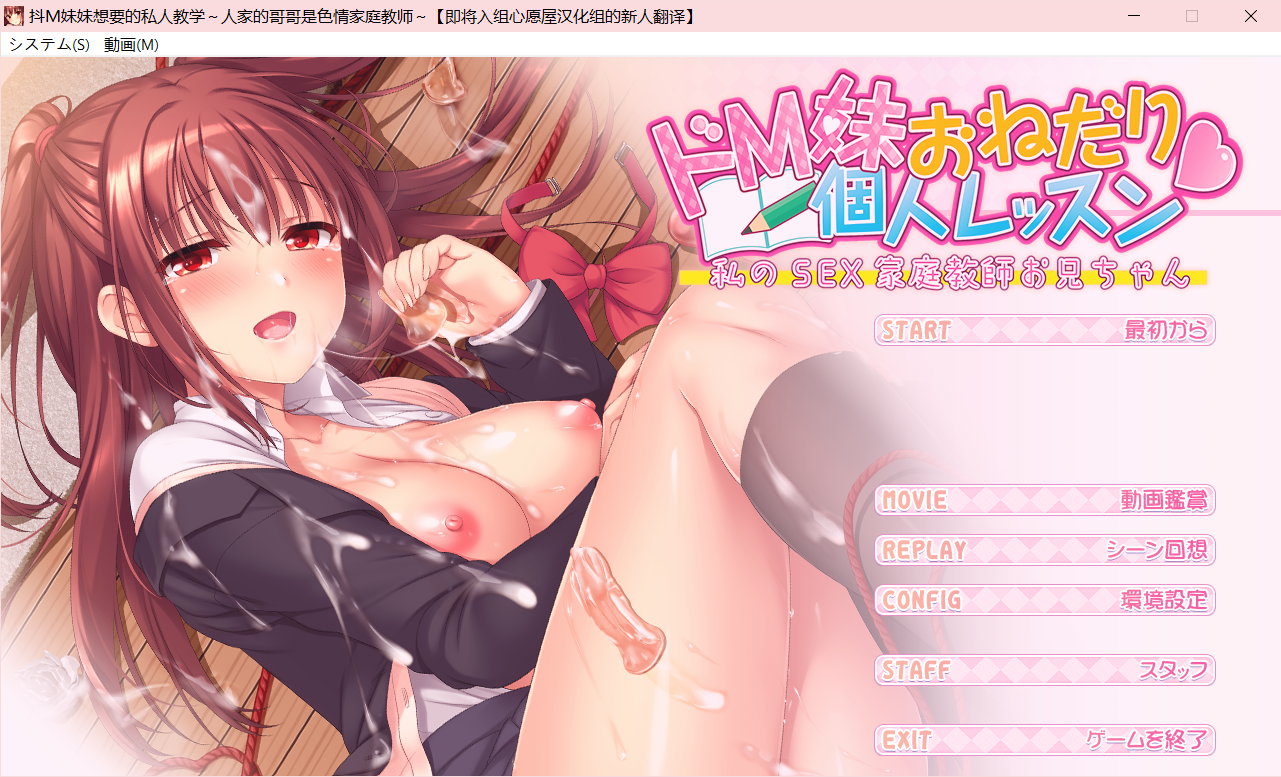 抖M妹妹想要的私人教学～人家的哥哥是色情家庭教师～【即将入组心愿屋汉化组的新人翻译】
システム(S) 動画(M)
ドM妹おねだり
個人レッスン
私のSEX家庭教師お兄ちゃん
START 最初から
MOVIE 動画鑑賞
REPLAY シーン回想
CONFIG 環境設定
STAFF スタッフ
EXIT ゲームを終了